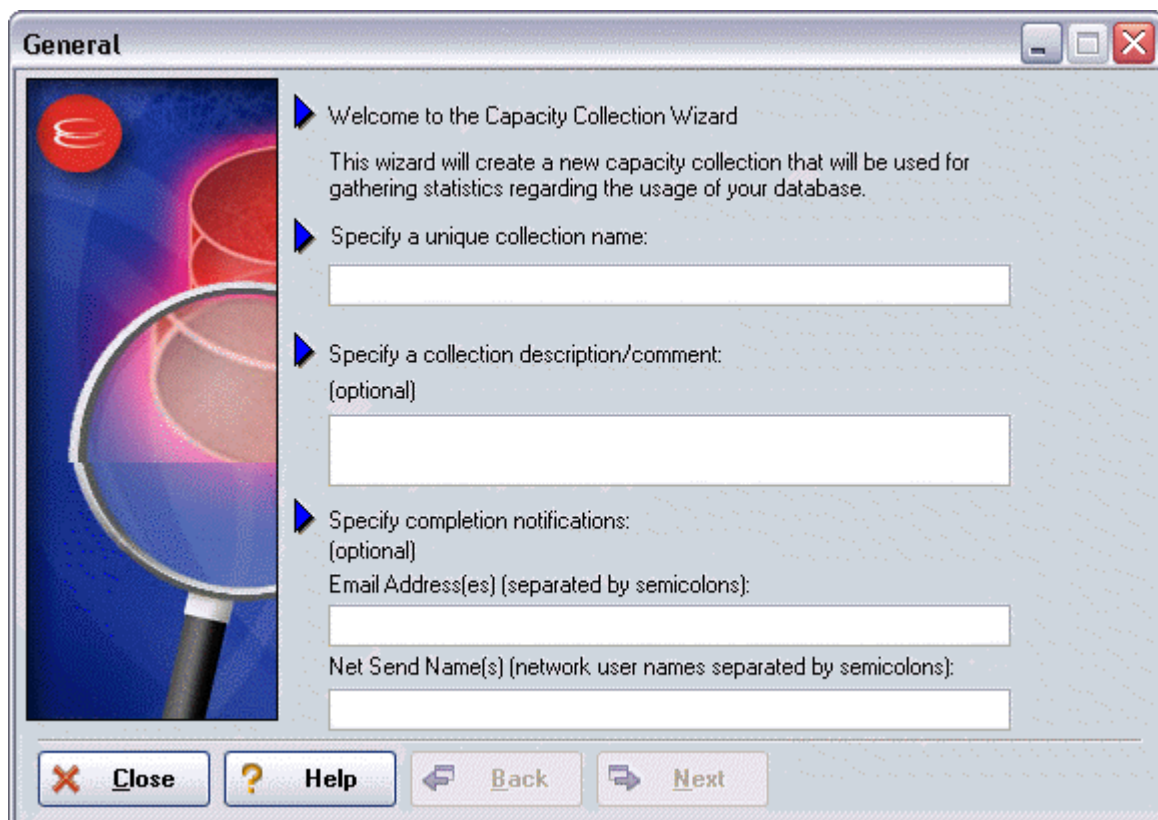 General
Welcome to the Capacity Collection Wizard
This wizard will create a new capacity collection that will be used for
gathering statistics regarding the usage of your database.
Specify a unique collection name:
Specify a collection description/comment:
(optional)
Specify completion notifications:
(optional)
Email Address(es) (separated by semicolons):
Net Send Name(s) (network user names separated by semicolons):
Close
Help
Back
Next